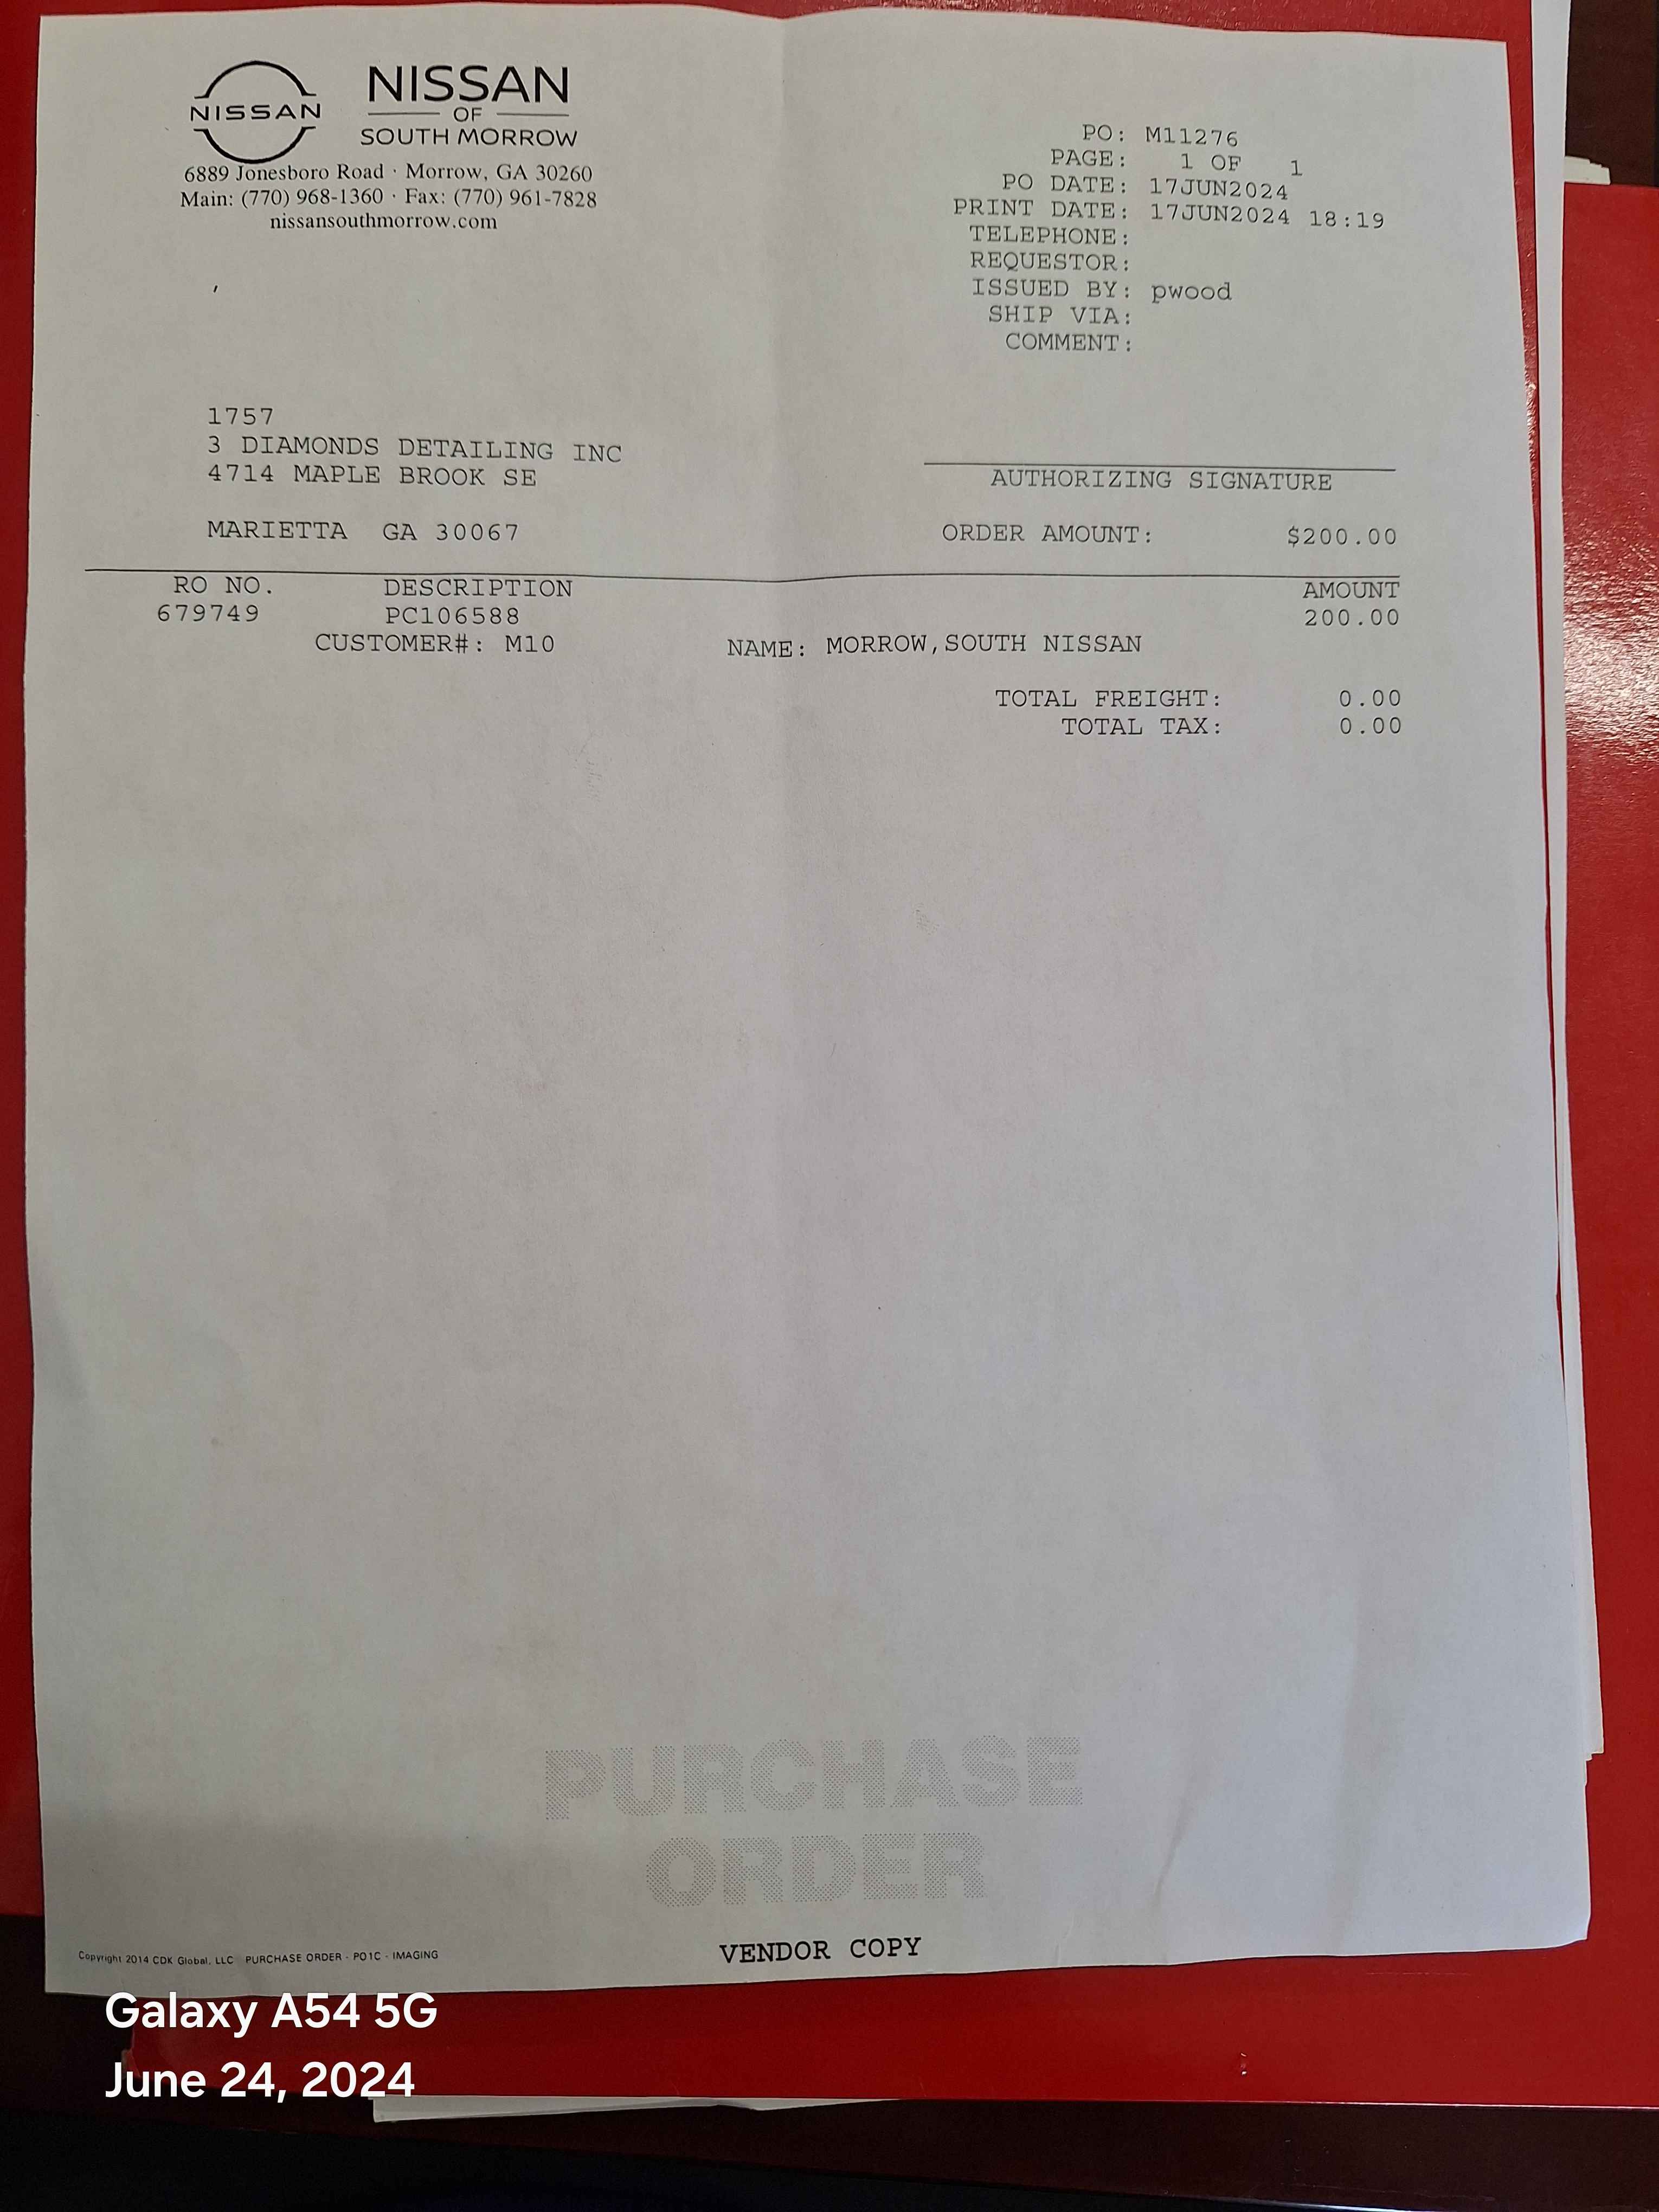 NISSAN
NISSAN
OF
SOUTH MORROW
6889 Jonesboro Road · Morrow, GA 30260
Main: (770) 968-1360 · Fax: (770) 961-7828
nissansouthmorrow.com
PO: M11276
PAGE: 1 OF 1
PO DATE: 17JUN2024
PRINT DATE: 17JUN2024 18:19
TELEPHONE:
REQUESTOR:
ISSUED BY: pwood
SHIP VIA:
COMMENT:
1757
3 DIAMONDS DETAILING INC
4714 MAPLE BROOK SE
MARIETTA GA 30067
AUTHORIZING SIGNATURE
ORDER AMOUNT: $200.00
RO NO. DESCRIPTION AMOUNT
679749 PC106588 200.00
CUSTOMER#: M10 NAME: MORROW,SOUTH NISSAN
TOTAL FREIGHT: 0.00
TOTAL TAX: 0.00
PURCHASE
ORDER
Copyright 2014 CDK Global, LLC PURCHASE ORDER - PO1C - IMAGING
VENDOR COPY
Galaxy A54 5G
June 24, 2024